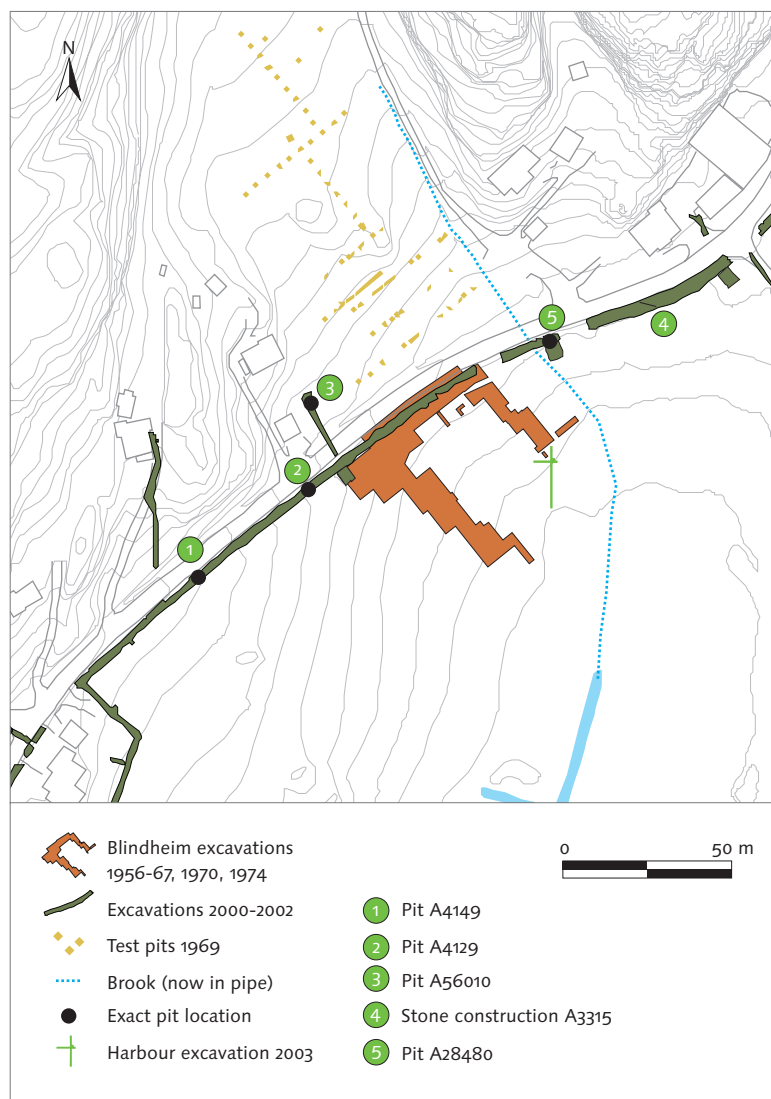 N
5
4
3
2
1
Blindheim excavations
1956-67, 1970, 1974
Excavations 2000-2002
Test pits 1969
Brook (now in pipe)
Exact pit location
Harbour excavation 2003
0 50 m
1 Pit A4149
2 Pit A4129
3 Pit A56010
4 Stone construction A3315
5 Pit A28480